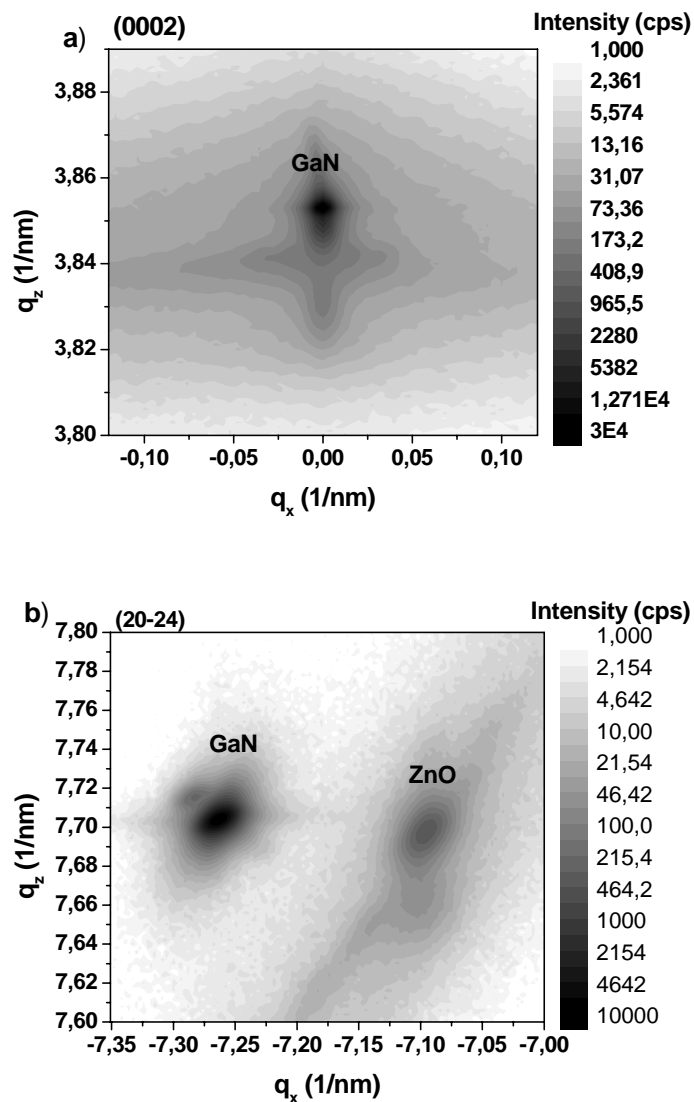 a) (0002)
Intensity (cps)
1,000
2,361
5,574
13,16
31,07
73,36
173,2
408,9
965,5
2280
5382
1,271E4
3E4
GaN
3,88
3,86
3,84
3,82
3,80
q_z (1/nm)
-0,10 -0,05 0,00 0,05 0,10
q_x (1/nm)
b) (20-24)
Intensity (cps)
1,000
2,154
4,642
10,00
21,54
46,42
100,0
215,4
464,2
1000
2154
4642
10000
GaN
ZnO
7,80
7,78
7,76
7,74
7,72
7,70
7,68
7,66
7,64
7,62
7,60
q_z (1/nm)
-7,35 -7,30 -7,25 -7,20 -7,15 -7,10 -7,05 -7,00
q_x (1/nm)